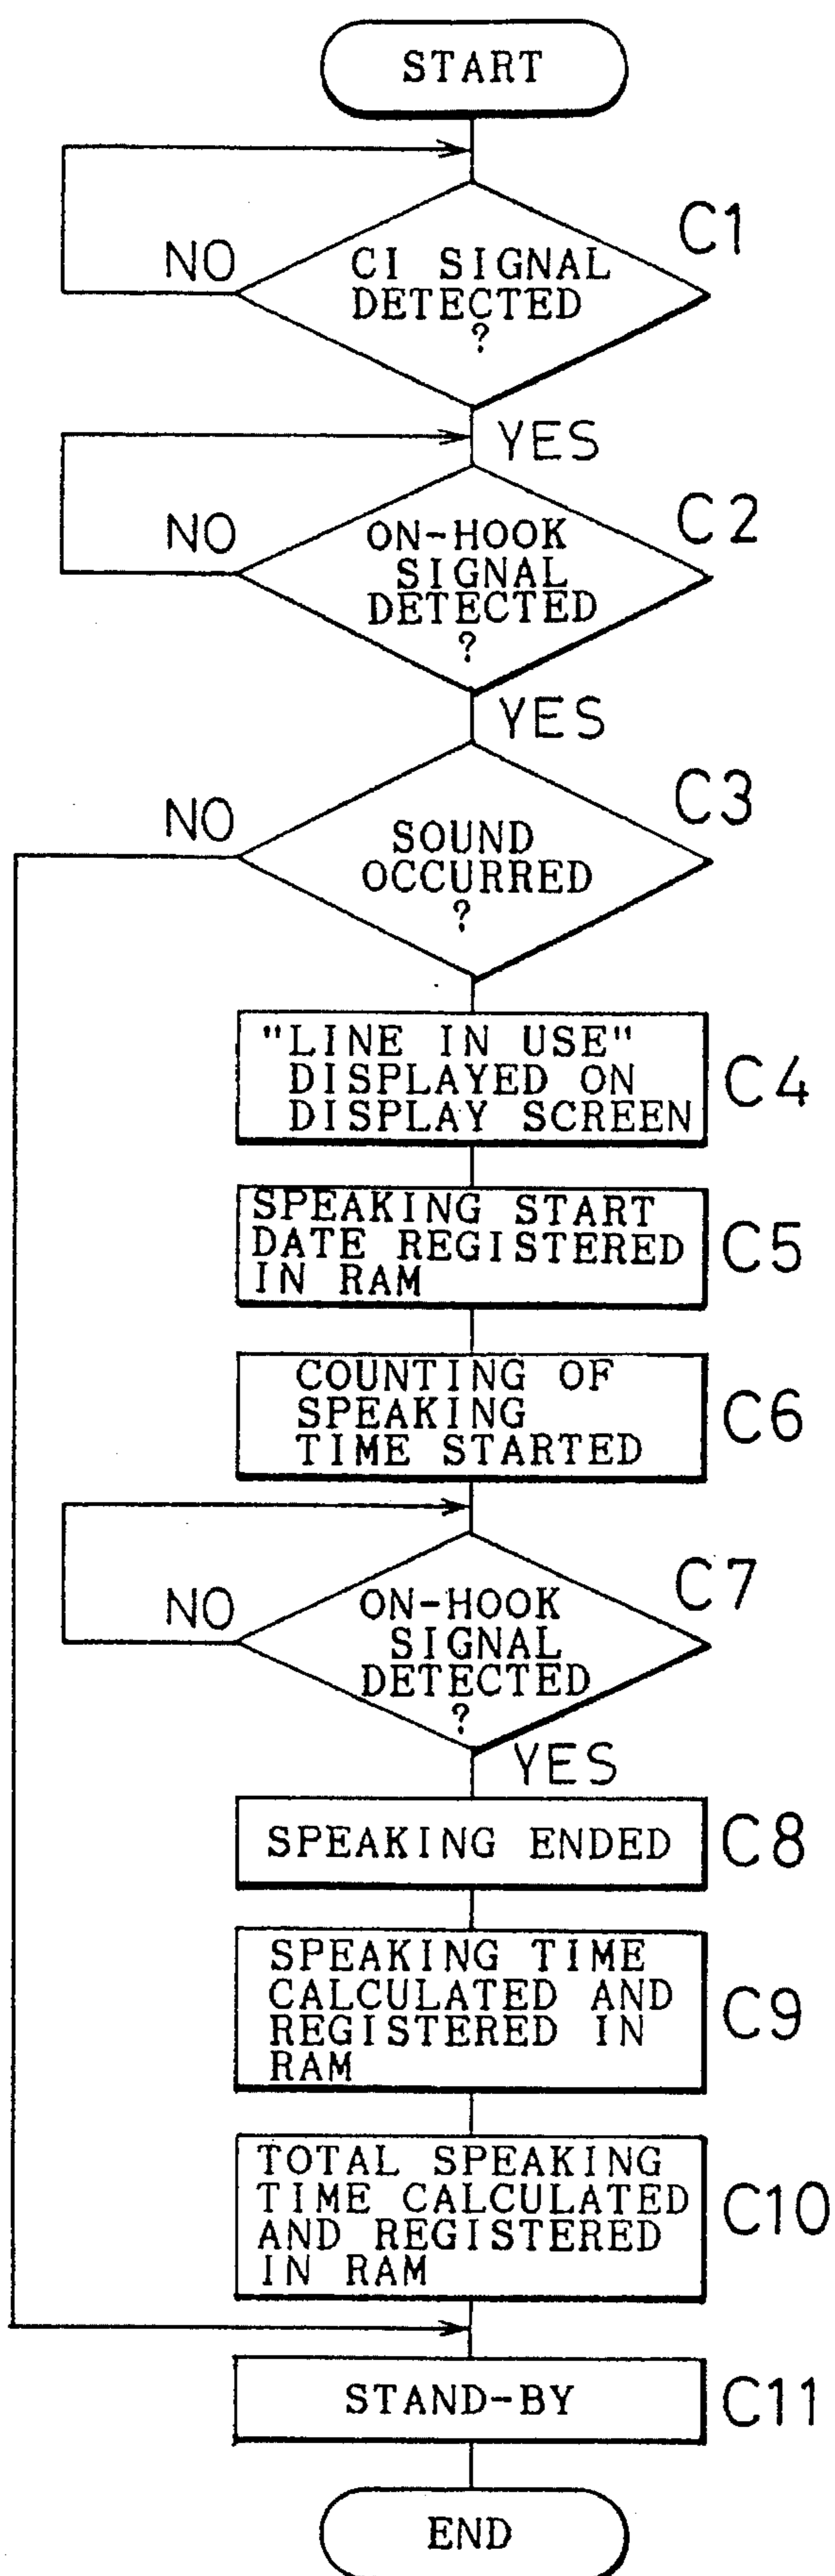 START
C1
NO
CI SIGNAL
DETECTED
?
YES
C2
NO
ON-HOOK
SIGNAL
DETECTED
?
YES
C3
NO
SOUND
OCCURRED
?
"LINE IN USE"
DISPLAYED ON
DISPLAY SCREEN
C4
SPEAKING START
DATE REGISTERED
IN RAM
C5
COUNTING OF
SPEAKING
TIME STARTED
C6
C7
NO
ON-HOOK
SIGNAL
DETECTED
?
YES
SPEAKING ENDED
C8
SPEAKING TIME
CALCULATED AND
REGISTERED IN
RAM
C9
TOTAL SPEAKING
TIME CALCULATED
AND REGISTERED
IN RAM
C10
STAND-BY
C11
END